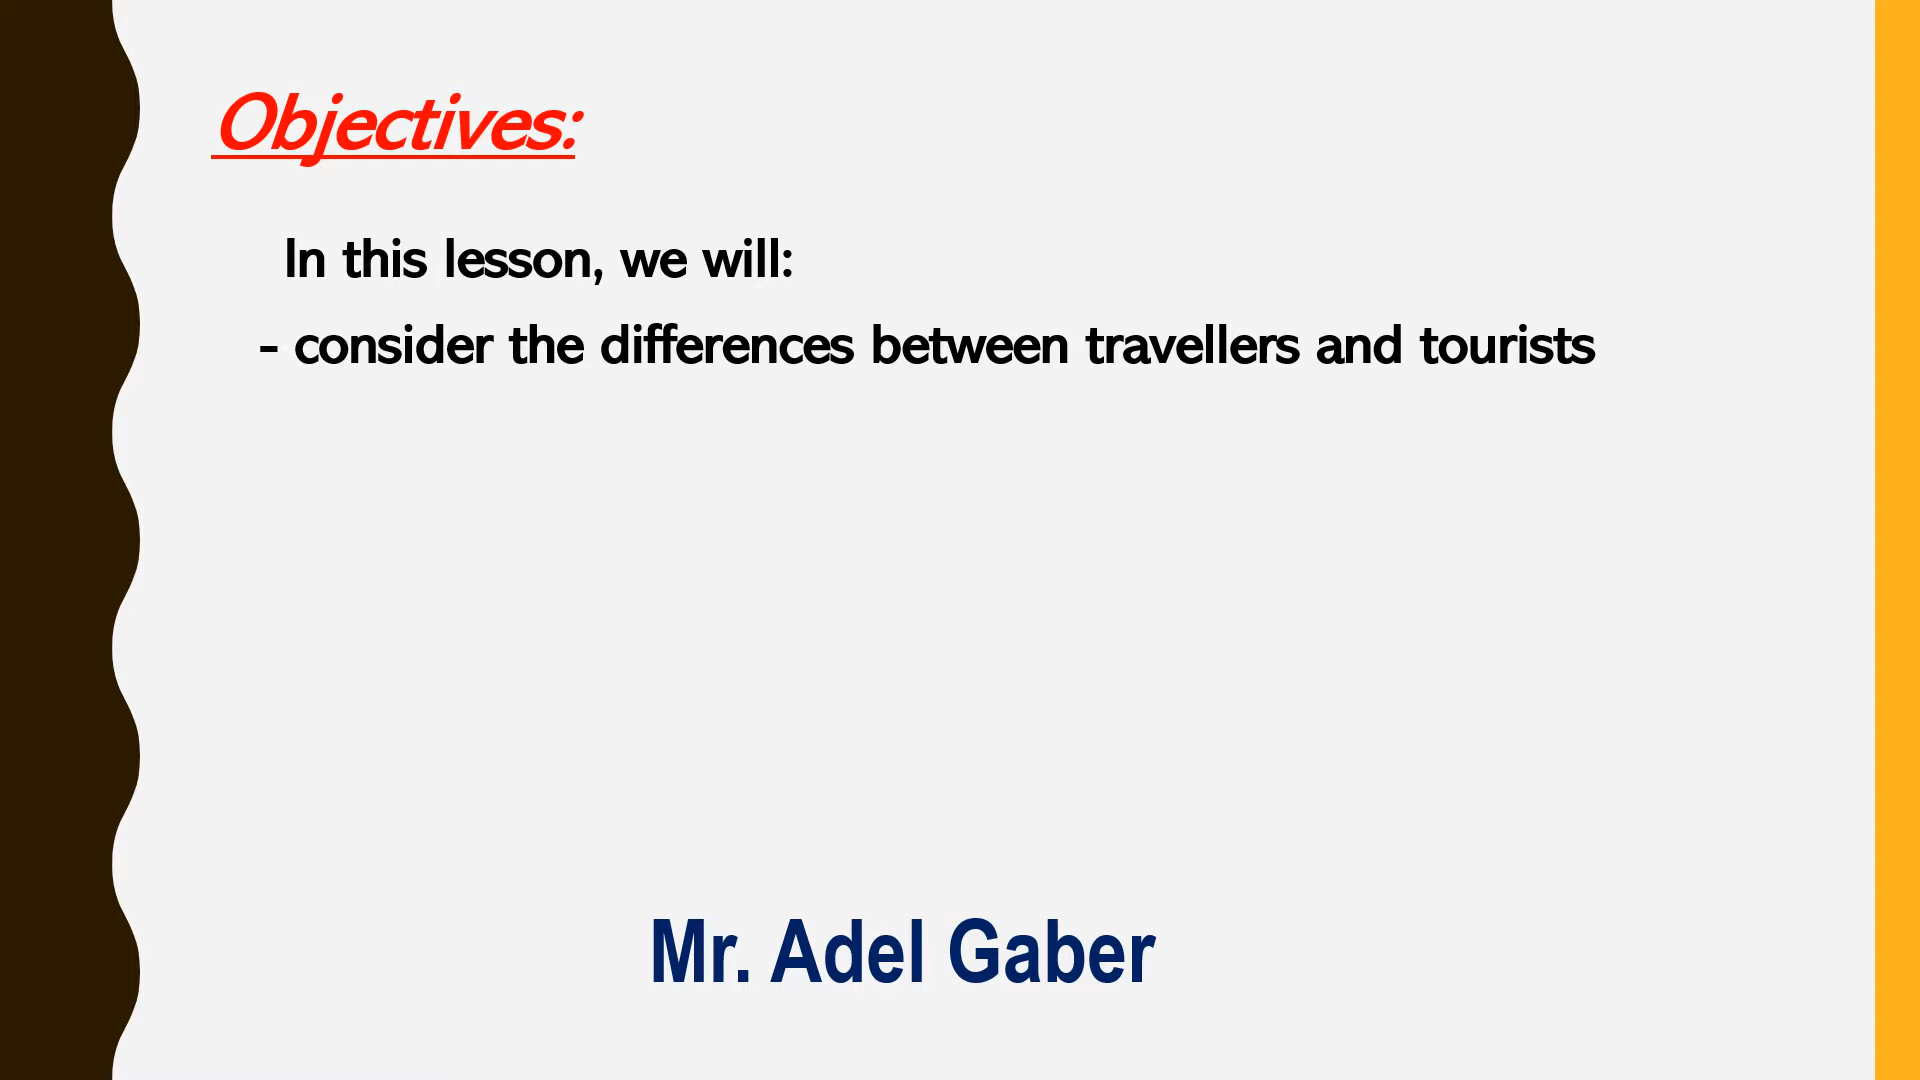 Objectives:
In this lesson, we will:
- consider the differences between travellers and tourists
Mr. Adel Gaber